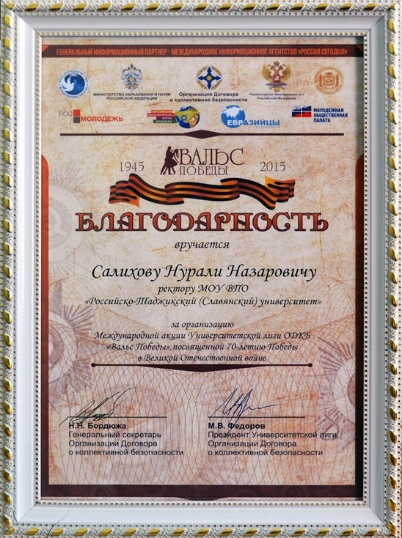 ГЕНЕРАЛЬНЫЙ ИНФОРМАЦИОННЫЙ ПАРТНЕР - МЕЖДУНАРОДНОЕ ИНФОРМАЦИОННОЕ АГЕНТСТВО «РОССИЯ СЕГОДНЯ»
МИНИСТЕРСТВО ОБРАЗОВАНИЯ И НАУКИ
РОССИЙСКОЙ ФЕДЕРАЦИИ
Организация Договора
о коллективной безопасности
РОС
МОЛОДЕЖЬ
ЕВРАЗИЙЦЫ
МОЛОДЕЖНАЯ
ОБЩЕСТВЕННАЯ
ПАЛАТА
1945 ВАЛЬС ПОБЕДЫ 2015
БЛАГОДАРНОСТЬ
вручается
Салихову Нурали Назаровичу
ректору МОУ ВПО
«Российско-Таджикский (Славянский) университет»
за организацию
Международной акции Университетской лиги ОДКБ
«Вальс Победы», посвященной 70-летию Победы
в Великой Отечественной войне
Н.Н. Бордюжа
Генеральный секретарь
Организации Договора
о коллективной безопасности
М.В. Федоров
Президент Университетской лиги
Организации Договора
о коллективной безопасности